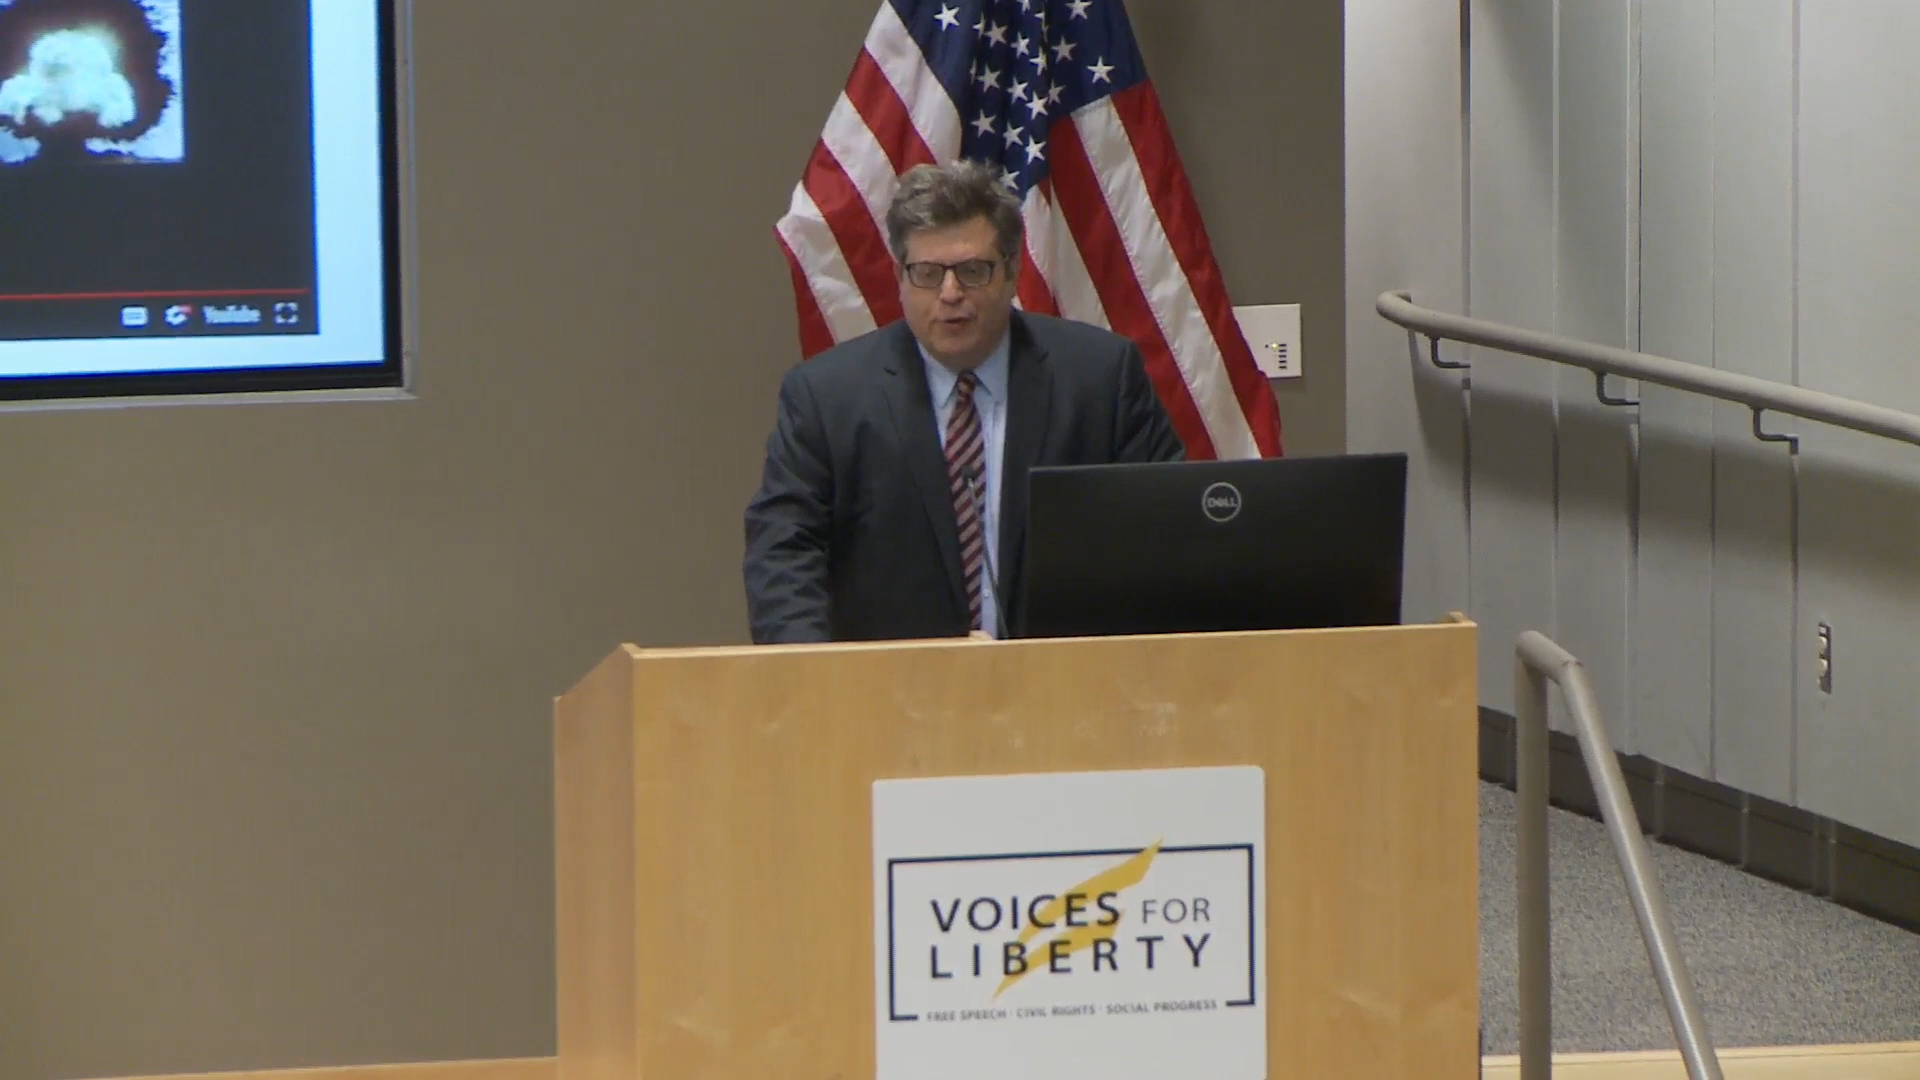 YouTube
DELL
VOICES FOR
LIBERTY
FREE SPEECH · CIVIL RIGHTS · SOCIAL PROGRESS